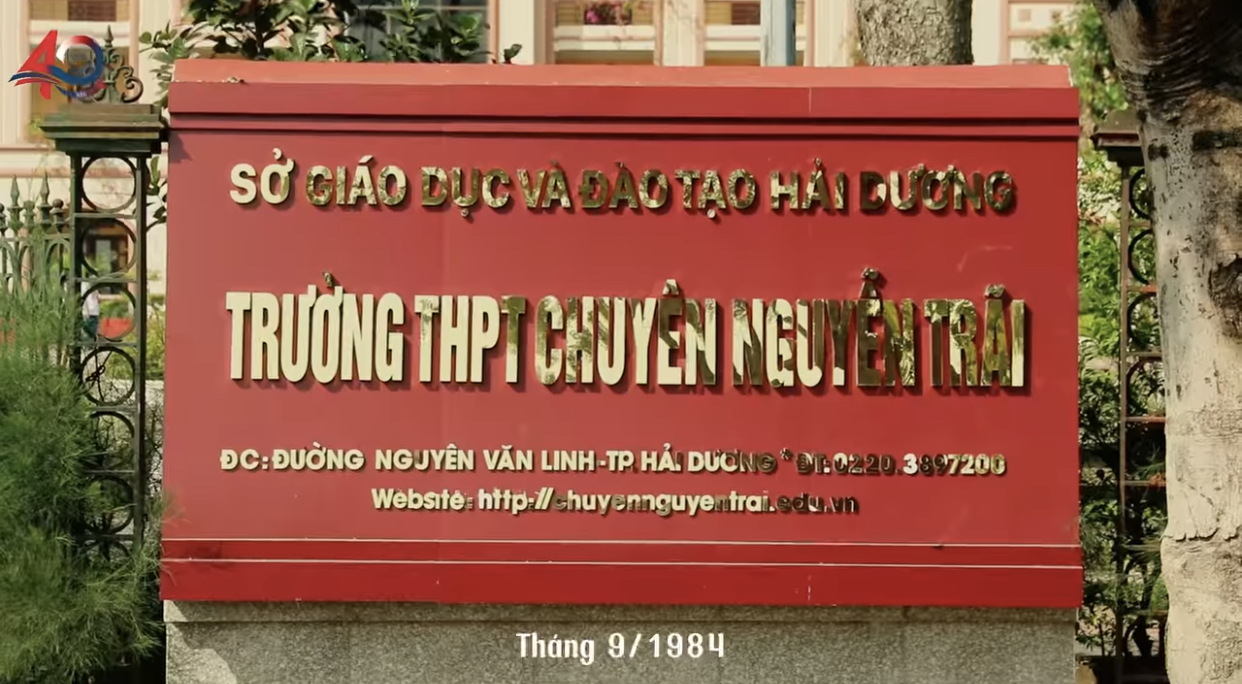 40
SỞ GIÁO DỤC VÀ ĐÀO TẠO HẢI DƯƠNG
TRƯỜNG THPT CHUYÊN NGUYỄN TRÃI
ĐC: ĐƯỜNG NGUYỄN VĂN LINH-TP. HẢI DƯƠNG * ĐT: 0220.3897200
Website: http://chuyennguyentrai.edu.vn
Tháng 9/1984